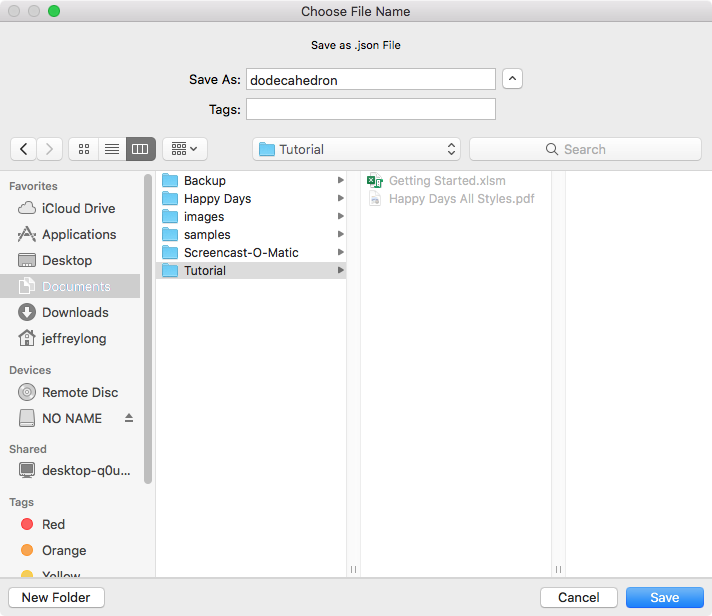 Choose File Name
Save as .json File
Save As: dodecahedron
Tags:
Tutorial
Search
Favorites
iCloud Drive
Applications
Desktop
Documents
Downloads
jeffreylong
Devices
Remote Disc
NO NAME
Shared
desktop-q0u...
Tags
Red
Orange
Yellow
Backup
Happy Days
images
samples
Screencast-O-Matic
Tutorial
Getting Started.xlsm
Happy Days All Styles.pdf
New Folder
Cancel
Save